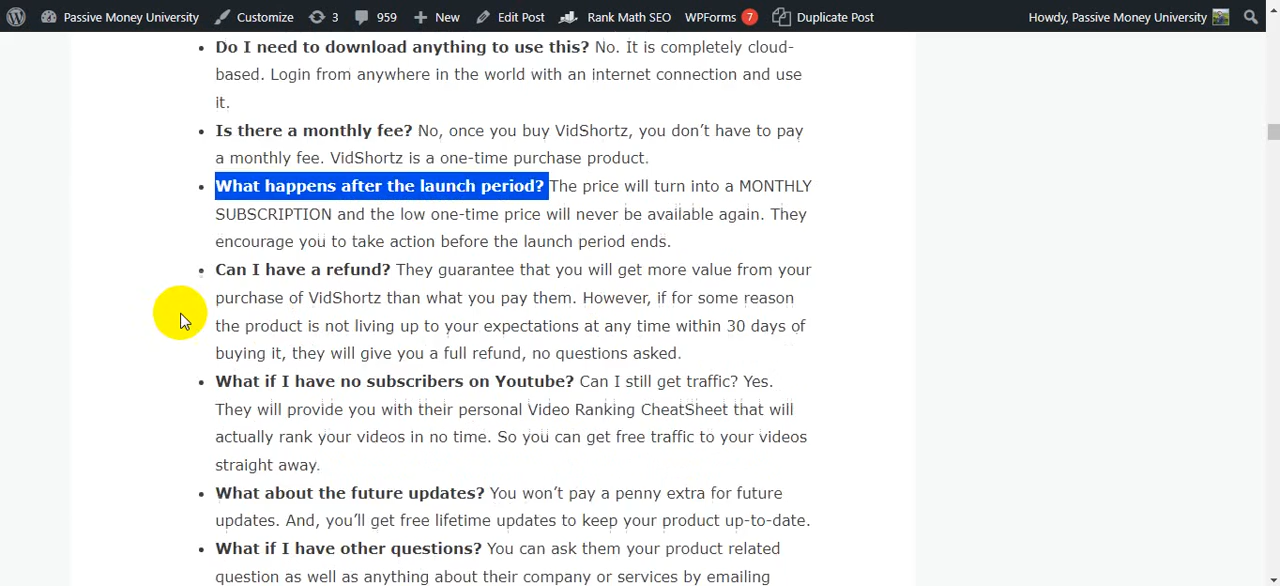 Passive Money University Customize 3 959 New Edit Post Rank Math SEO WPForms 7 Duplicate Post Howdy, Passive Money University
• Do I need to download anything to use this? No. It is completely cloud-
based. Login from anywhere in the world with an internet connection and use
it.
• Is there a monthly fee? No, once you buy VidShortz, you don’t have to pay
a monthly fee. VidShortz is a one-time purchase product.
• What happens after the launch period? The price will turn into a MONTHLY
SUBSCRIPTION and the low one-time price will never be available again. They
encourage you to take action before the launch period ends.
• Can I have a refund? They guarantee that you will get more value from your
purchase of VidShortz than what you pay them. However, if for some reason
the product is not living up to your expectations at any time within 30 days of
buying it, they will give you a full refund, no questions asked.
• What if I have no subscribers on Youtube? Can I still get traffic? Yes.
They will provide you with their personal Video Ranking CheatSheet that will
actually rank your videos in no time. So you can get free traffic to your videos
straight away.
• What about the future updates? You won’t pay a penny extra for future
updates. And, you’ll get free lifetime updates to keep your product up-to-date.
• What if I have other questions? You can ask them your product related
question as well as anything about their company or services by emailing